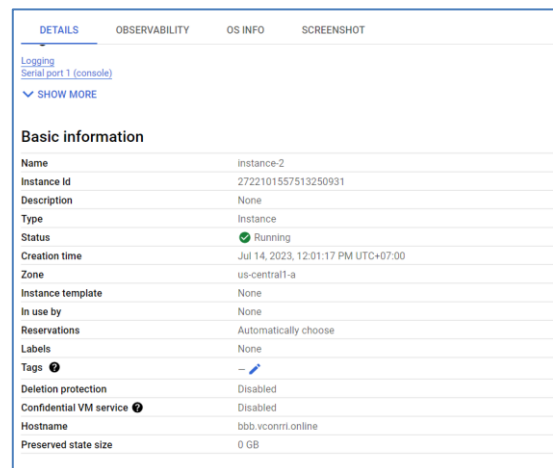 DETAILS OBSERVABILITY OS INFO SCREENSHOT
Logging
Serial port 1 (console)
SHOW MORE
Basic information
Name instance-2
Instance Id 2722101557513250931
Description None
Type Instance
Status Running
Creation time Jul 14, 2023, 12:01:17 PM UTC+07:00
Zone us-central1-a
Instance template None
In use by None
Reservations Automatically choose
Labels None
Tags ? –
Deletion protection Disabled
Confidential VM service ? Disabled
Hostname bbb.vconrri.online
Preserved state size 0 GB